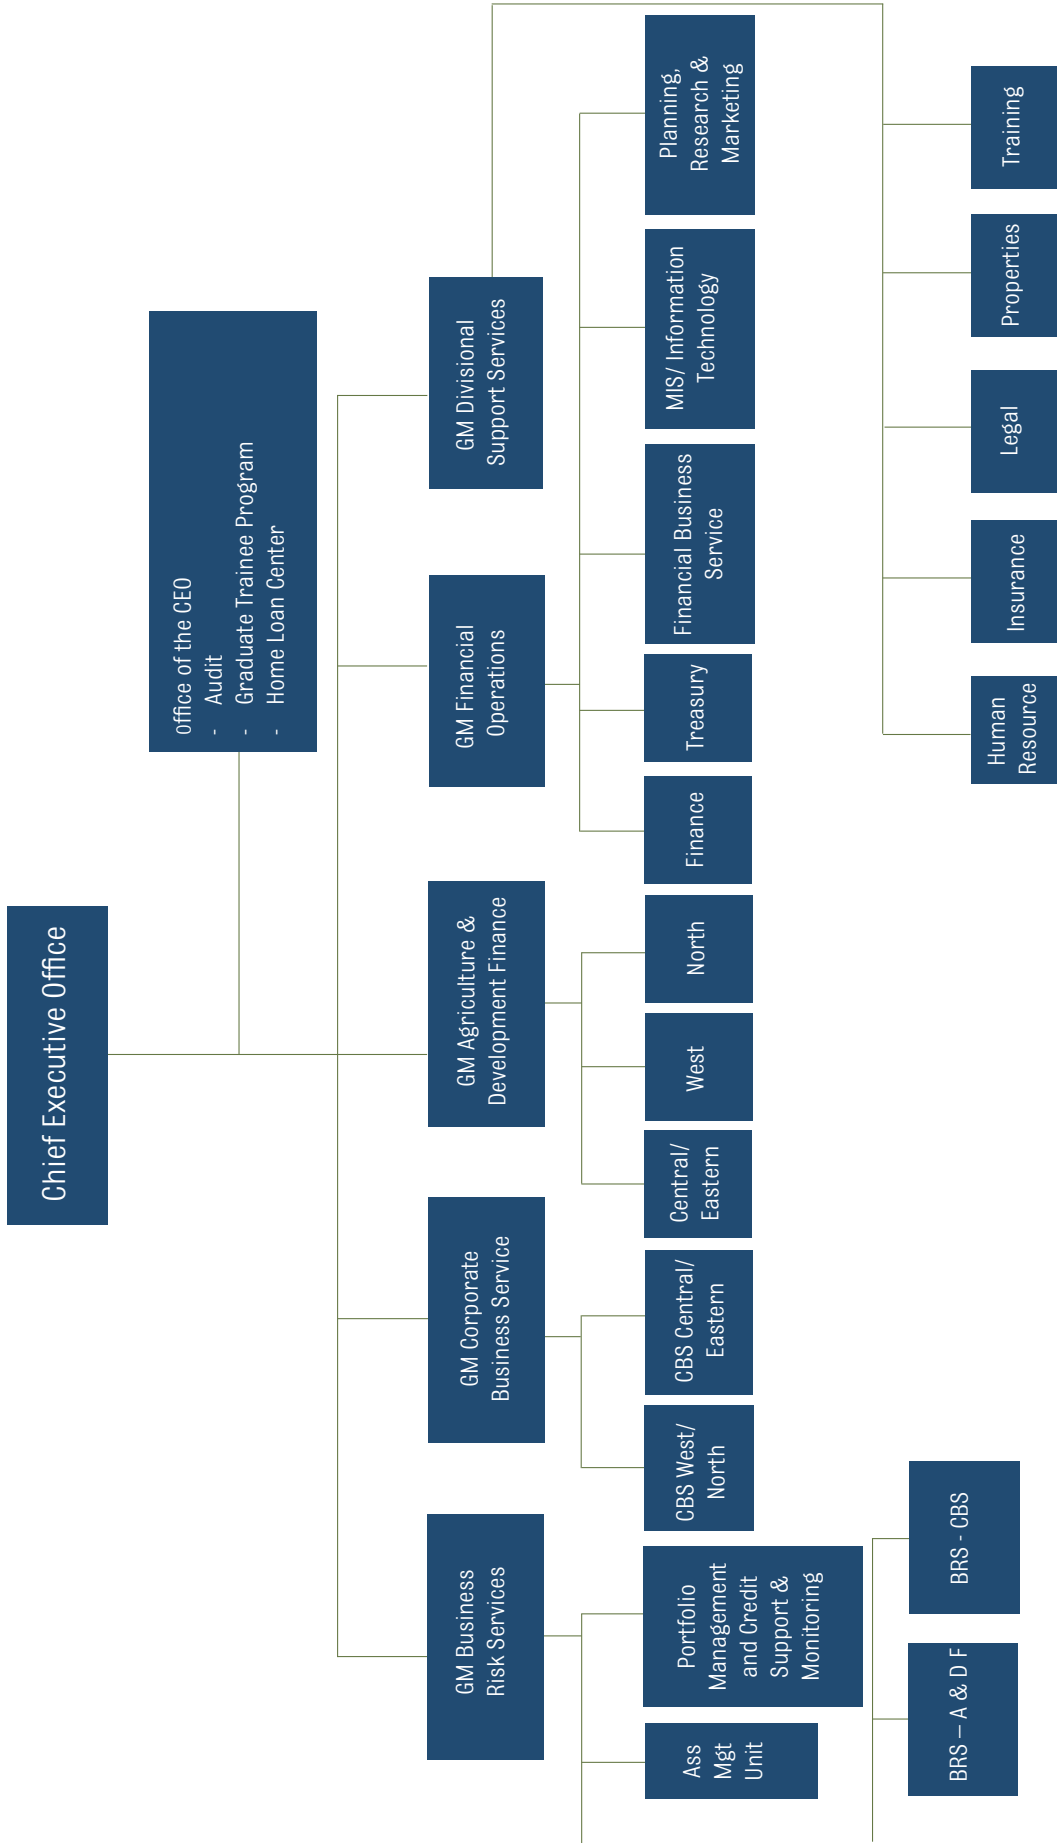 Chief Executive Office
office of the CEO
- Audit
- Graduate Trainee Program
- Home Loan Center
GM Business
Risk Services
GM Corporate
Business Service
GM Agriculture &
Development Finance
GM Financial
Operations
GM Divisional
Support Services
Ass
Mgt
Unit
Portfolio
Management
and Credit
Support &
Monitoring
CBS West/
North
CBS Central/
Eastern
Central/
Eastern
West
North
Finance
Treasury
Financial Business
Service
MIS/ Information
Technology
Planning,
Research &
Marketing
BRS – A & D F
BRS - CBS
Human
Resource
Insurance
Legal
Properties
Training